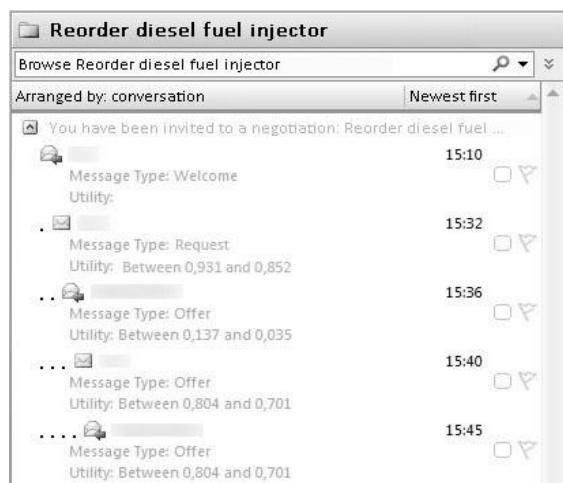 Reorder diesel fuel injector
Browse Reorder diesel fuel injector
Arranged by: conversation Newest first
You have been invited to a negotiation: Reorder diesel fuel ...
15:10
Message Type: Welcome
Utility:
. 15:32
Message Type: Request
Utility: Between 0,931 and 0,852
. . 15:36
Message Type: Offer
Utility: Between 0,137 and 0,035
. . . 15:40
Message Type: Offer
Utility: Between 0,804 and 0,701
. . . . 15:45
Message Type: Offer
Utility: Between 0,804 and 0,701